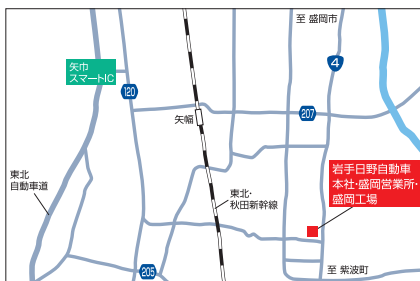 至 盛岡市
4
矢巾
スマートIC
120
矢幅
207
岩手日野自動車
本社・盛岡営業所・
盛岡工場
東北
自動車道
東北・
秋田新幹線
205
至 紫波町